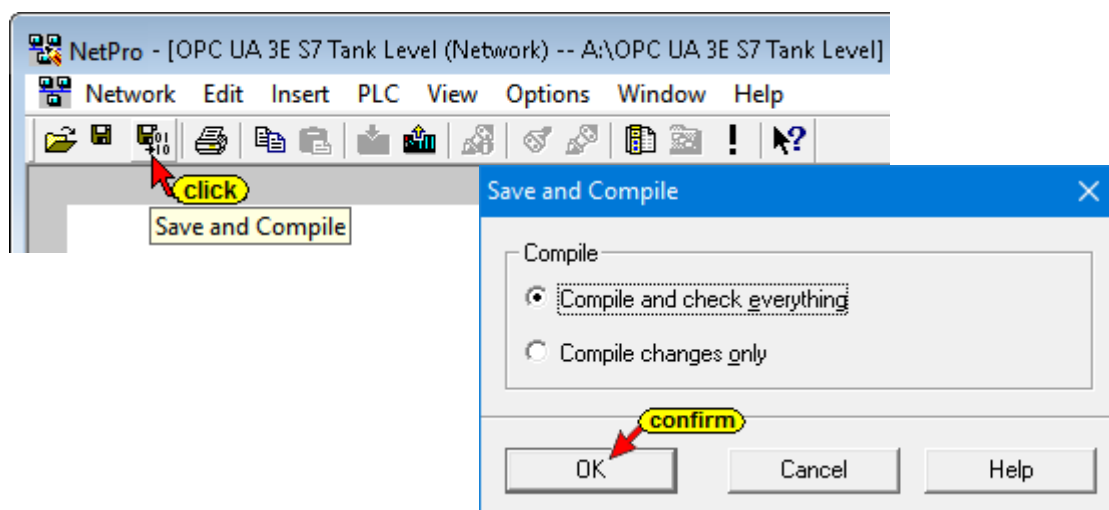 NetPro - [OPC UA 3E S7 Tank Level (Network) -- A:\OPC UA 3E S7 Tank Level]
Network Edit Insert PLC View Options Window Help
click
Save and Compile
Save and Compile
Compile
Compile and check everything
Compile changes only
confirm
OK Cancel Help